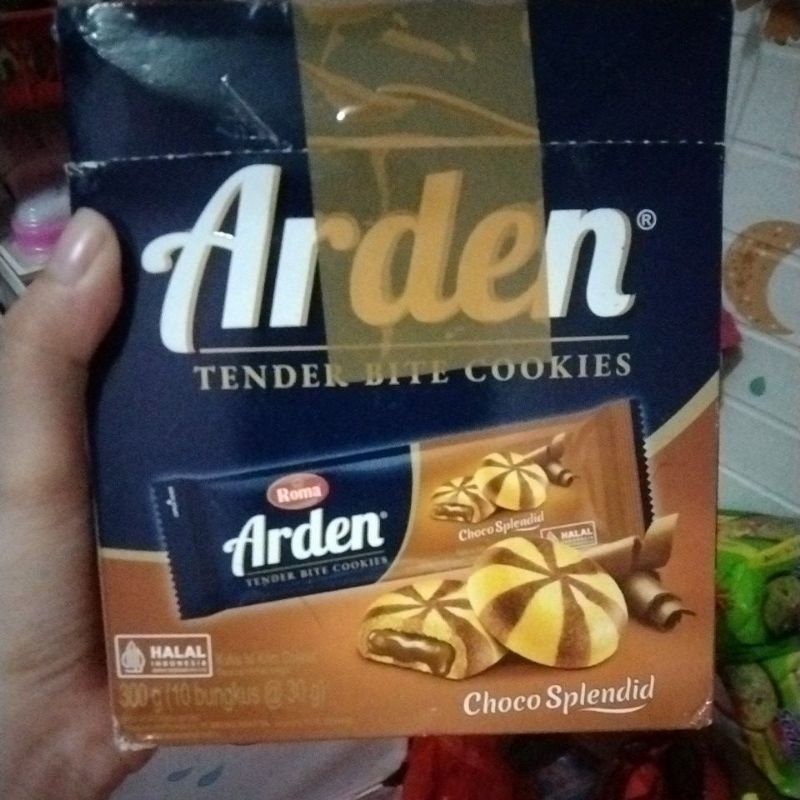 Arden®
TENDER BITE COOKIES
Roma
Arden®
TENDER BITE COOKIES
Choco Splendid
HALAL
HALAL
INDONESIA
300 g (10 bungkus @ 30 g)
Choco Splendid